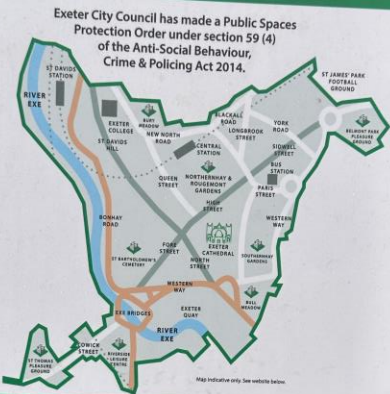 Exeter City Council has made a Public Spaces
Protection Order under section 59 (4)
of the Anti-Social Behaviour,
Crime & Policing Act 2014.
ST DAVIDS
STATION
ST JAMES' PARK
FOOTBALL
GROUND
RIVER
EXE
EXETER
COLLEGE
BURY
MEADOW
BLACKALL
ROAD
LONGBROOK
STREET
YORK
ROAD
BELMONT PARK
PLEASURE
GROUND
NEW NORTH
ROAD
ST DAVIDS
HILL
CENTRAL
STATION
SIDWELL
STREET
BUS
STATION
QUEEN
STREET
NORTHERNHAY &
ROUGEMONT
GARDENS
PARIS
STREET
HIGH
STREET
WESTERN
WAY
BONHAY
ROAD
FORE
STREET
EXETER
CATHEDRAL
ST BARTHOLOMEW'S
CEMETERY
NORTH
STREET
SOUTHERNHAY
GARDENS
WESTERN
WAY
BULL
MEADOW
EXE BRIDGES
EXETER
QUAY
RIVER
EXE
COWICK
STREET
ST THOMAS
PLEASURE
GROUND
RIVERSIDE
LEISURE
CENTRE
Map indicative only. See website below.